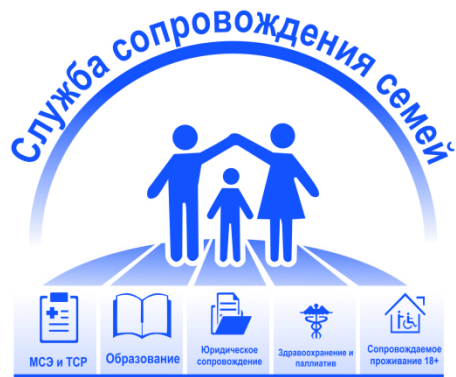 Служба сопровождения семей
МСЭ и ТСР
Образование
Юридическое
сопровождение
Здравоохранение и
паллиатив
Сопровождаемое
проживание 18+